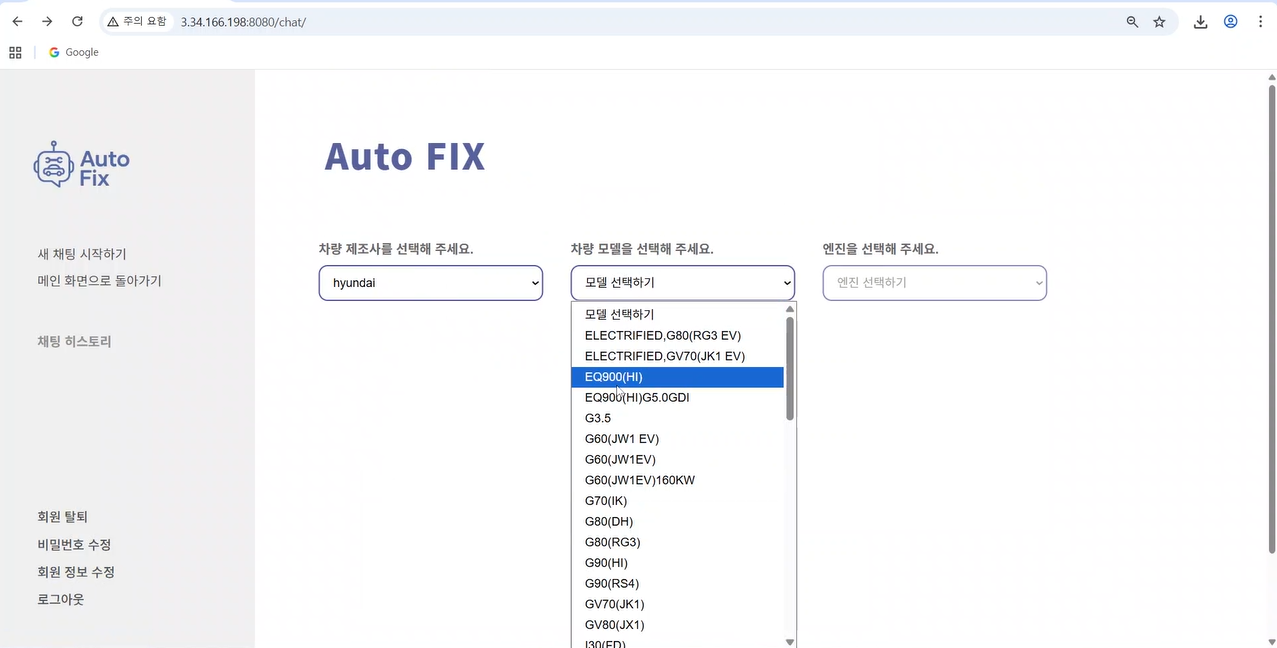 주의 요함
3.34.166.198:8080/chat/
Google
Auto
Fix
Auto FIX
새 채팅 시작하기
메인 화면으로 돌아가기
채팅 히스토리
회원 탈퇴
비밀번호 수정
회원 정보 수정
로그아웃
차량 제조사를 선택해 주세요.
hyundai
차량 모델을 선택해 주세요.
모델 선택하기
엔진을 선택해 주세요.
엔진 선택하기
모델 선택하기
ELECTRIFIED,G80(RG3 EV)
ELECTRIFIED,GV70(JK1 EV)
EQ900(HI)
EQ900(HI)G5.0GDI
G3.5
G60(JW1 EV)
G60(JW1EV)
G60(JW1EV)160KW
G70(IK)
G80(DH)
G80(RG3)
G90(HI)
G90(RS4)
GV70(JK1)
GV80(JX1)
I30(FD)